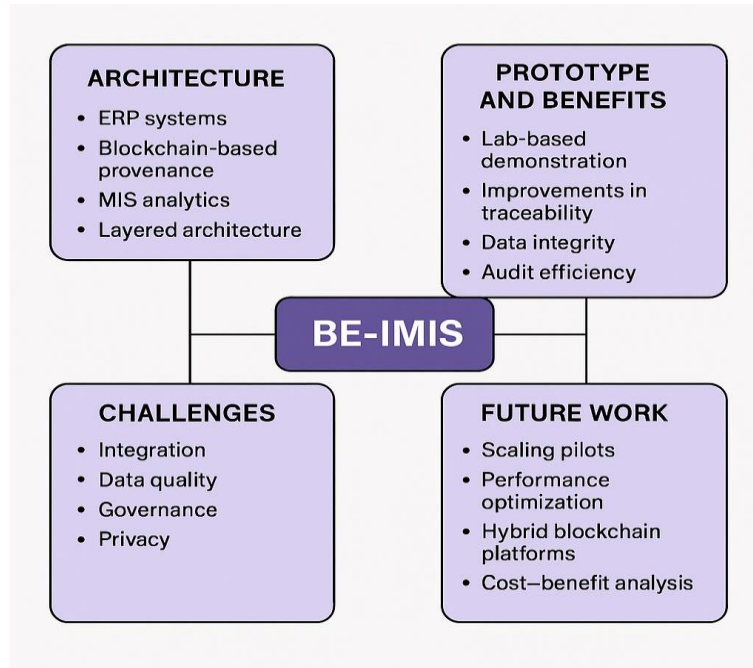 ARCHITECTURE
• ERP systems
• Blockchain-based
provenance
• MIS analytics
• Layered architecture
PROTOTYPE
AND BENEFITS
• Lab-based
demonstration
• Improvements in
traceability
• Data integrity
• Audit efficiency
BE-IMIS
CHALLENGES
• Integration
• Data quality
• Governance
• Privacy
FUTURE WORK
• Scaling pilots
• Performance
optimization
• Hybrid blockchain
platforms
• Cost–benefit analysis